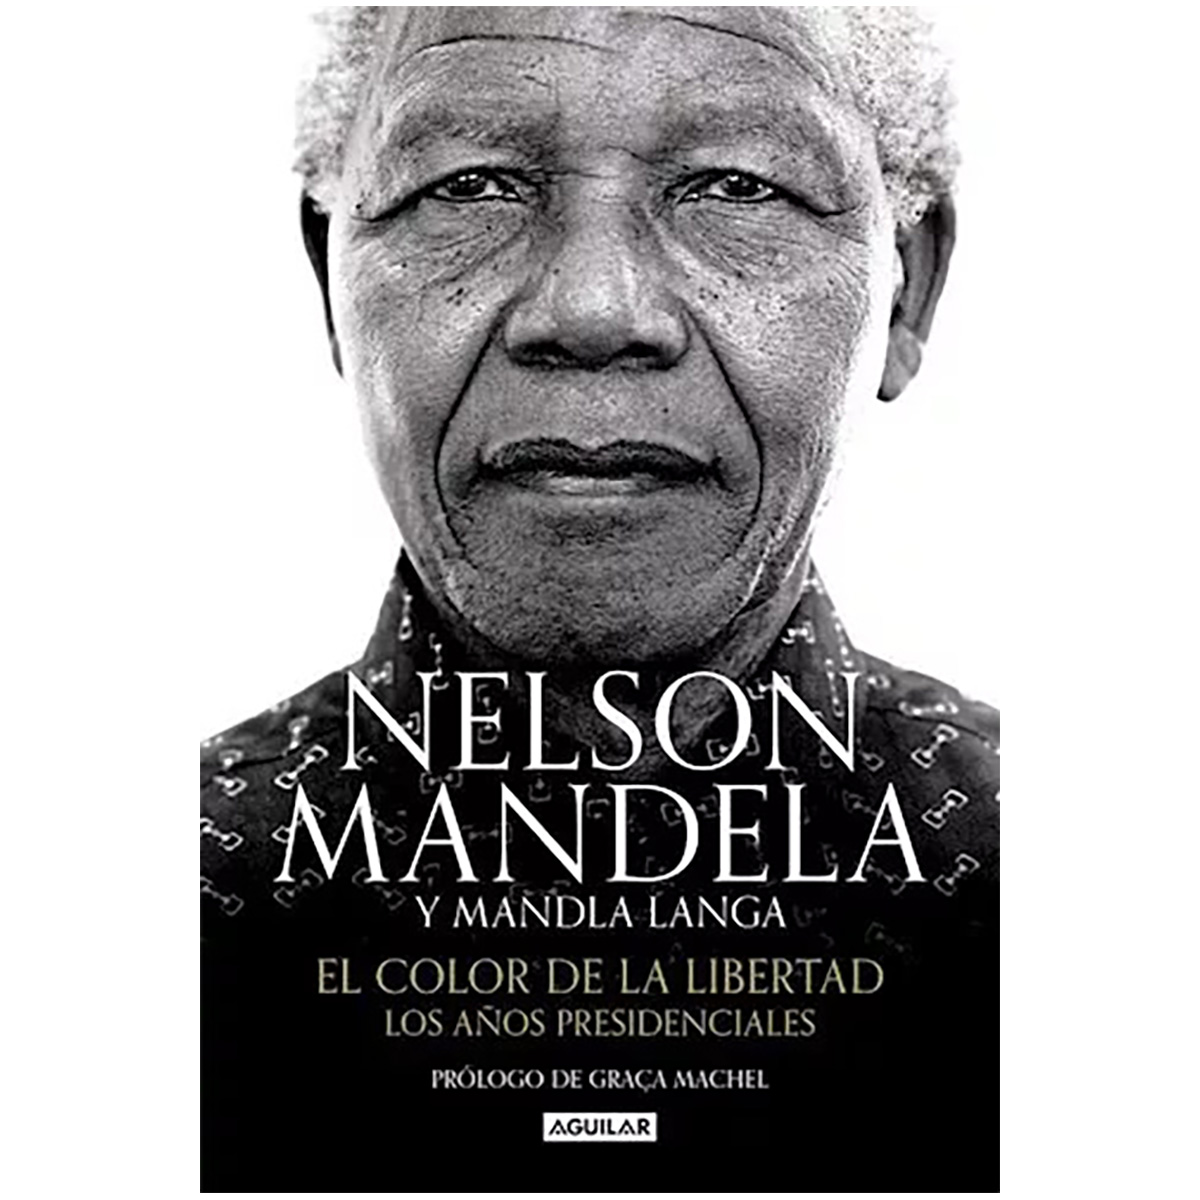 NELSON
MANDELA
Y MANDLA LANGA
EL COLOR DE LA LIBERTAD
LOS AÑOS PRESIDENCIALES
PRÓLOGO DE GRAÇA MACHEL
AGUILAR